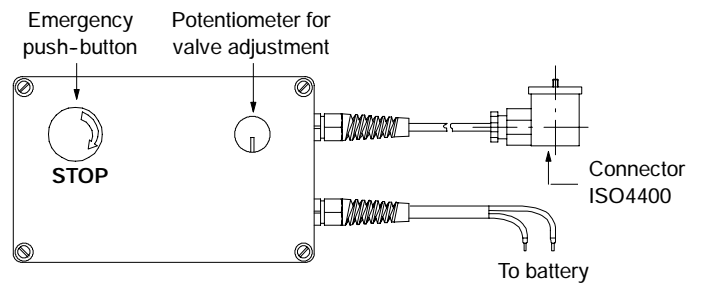 Emergency
push-button
Potentiometer for
valve adjustment
STOP
Connector
ISO4400
To battery